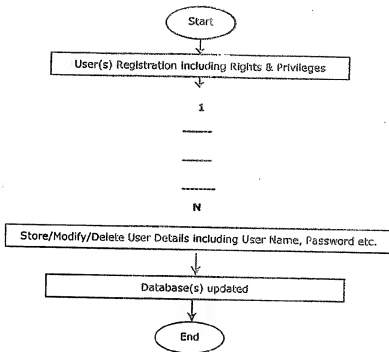 Start
User(s) Registration including Rights & Privileges
1
N
Store/Modify/Delete User Details including User Name, Password etc.
Database(s) updated
End